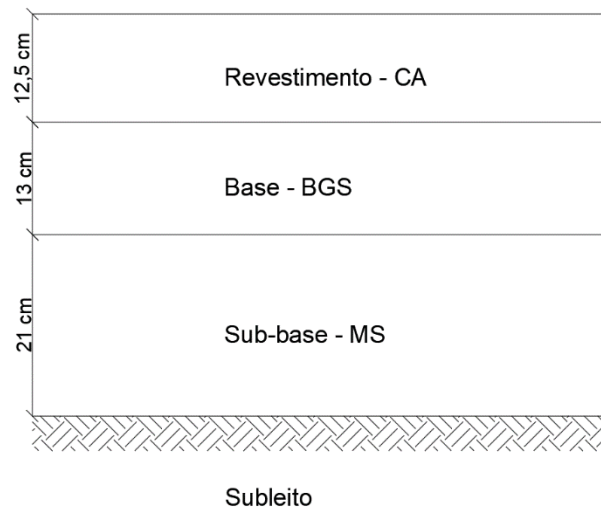 12,5 cm
Revestimento - CA
13 cm
Base - BGS
21 cm
Sub-base - MS
Subleito